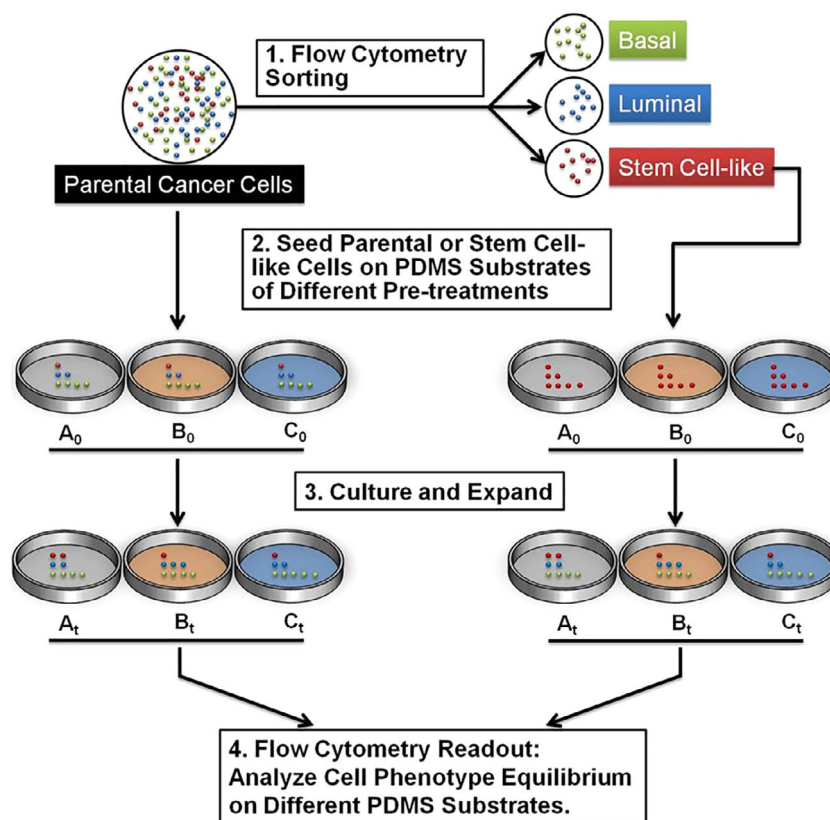 1. Flow Cytometry
Sorting
Basal
Luminal
Stem Cell-like
Parental Cancer Cells
2. Seed Parental or Stem Cell-
like Cells on PDMS Substrates
of Different Pre-treatments
A₀ B₀ C₀
A₀ B₀ C₀
3. Culture and Expand
Aₜ Bₜ Cₜ
Aₜ Bₜ Cₜ
4. Flow Cytometry Readout:
Analyze Cell Phenotype Equilibrium
on Different PDMS Substrates.